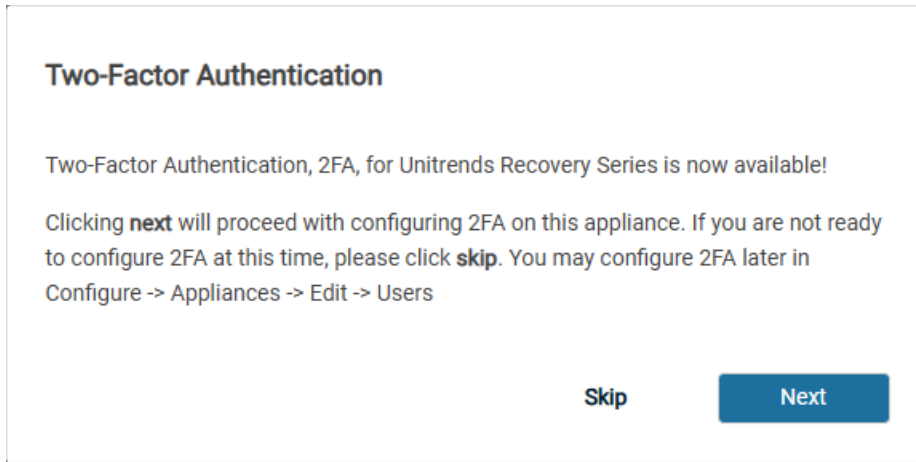 Two-Factor Authentication
Two-Factor Authentication, 2FA, for Unitrends Recovery Series is now available!
Clicking next will proceed with configuring 2FA on this appliance. If you are not ready
to configure 2FA at this time, please click skip. You may configure 2FA later in
Configure -> Appliances -> Edit -> Users
Skip
Next